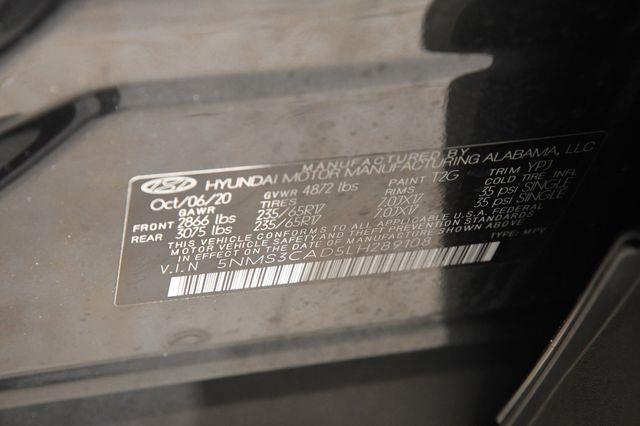 MANUFACTURED BY
HYUNDAI MOTOR MANUFACTURING ALABAMA, LLC
Oct/06/20 GVWR 4872 lbs PAINT T2G TRIM YPJ
GAWR TIRES RIMS COLD TIRE INFL.
FRONT 2866 lbs 235/65R17 7.0JX17 35 psi SINGLE
REAR 3075 lbs 235/65R17 7.0JX17 35 psi SINGLE
THIS VEHICLE CONFORMS TO ALL APPLICABLE U.S.A. FEDERAL
MOTOR VEHICLE SAFETY AND THEFT PREVENTION STANDARDS
IN EFFECT ON THE DATE OF MANUFACTURE SHOWN ABOVE
V.I.N 5NMS3CAD5LH289108 TYPE: MPV